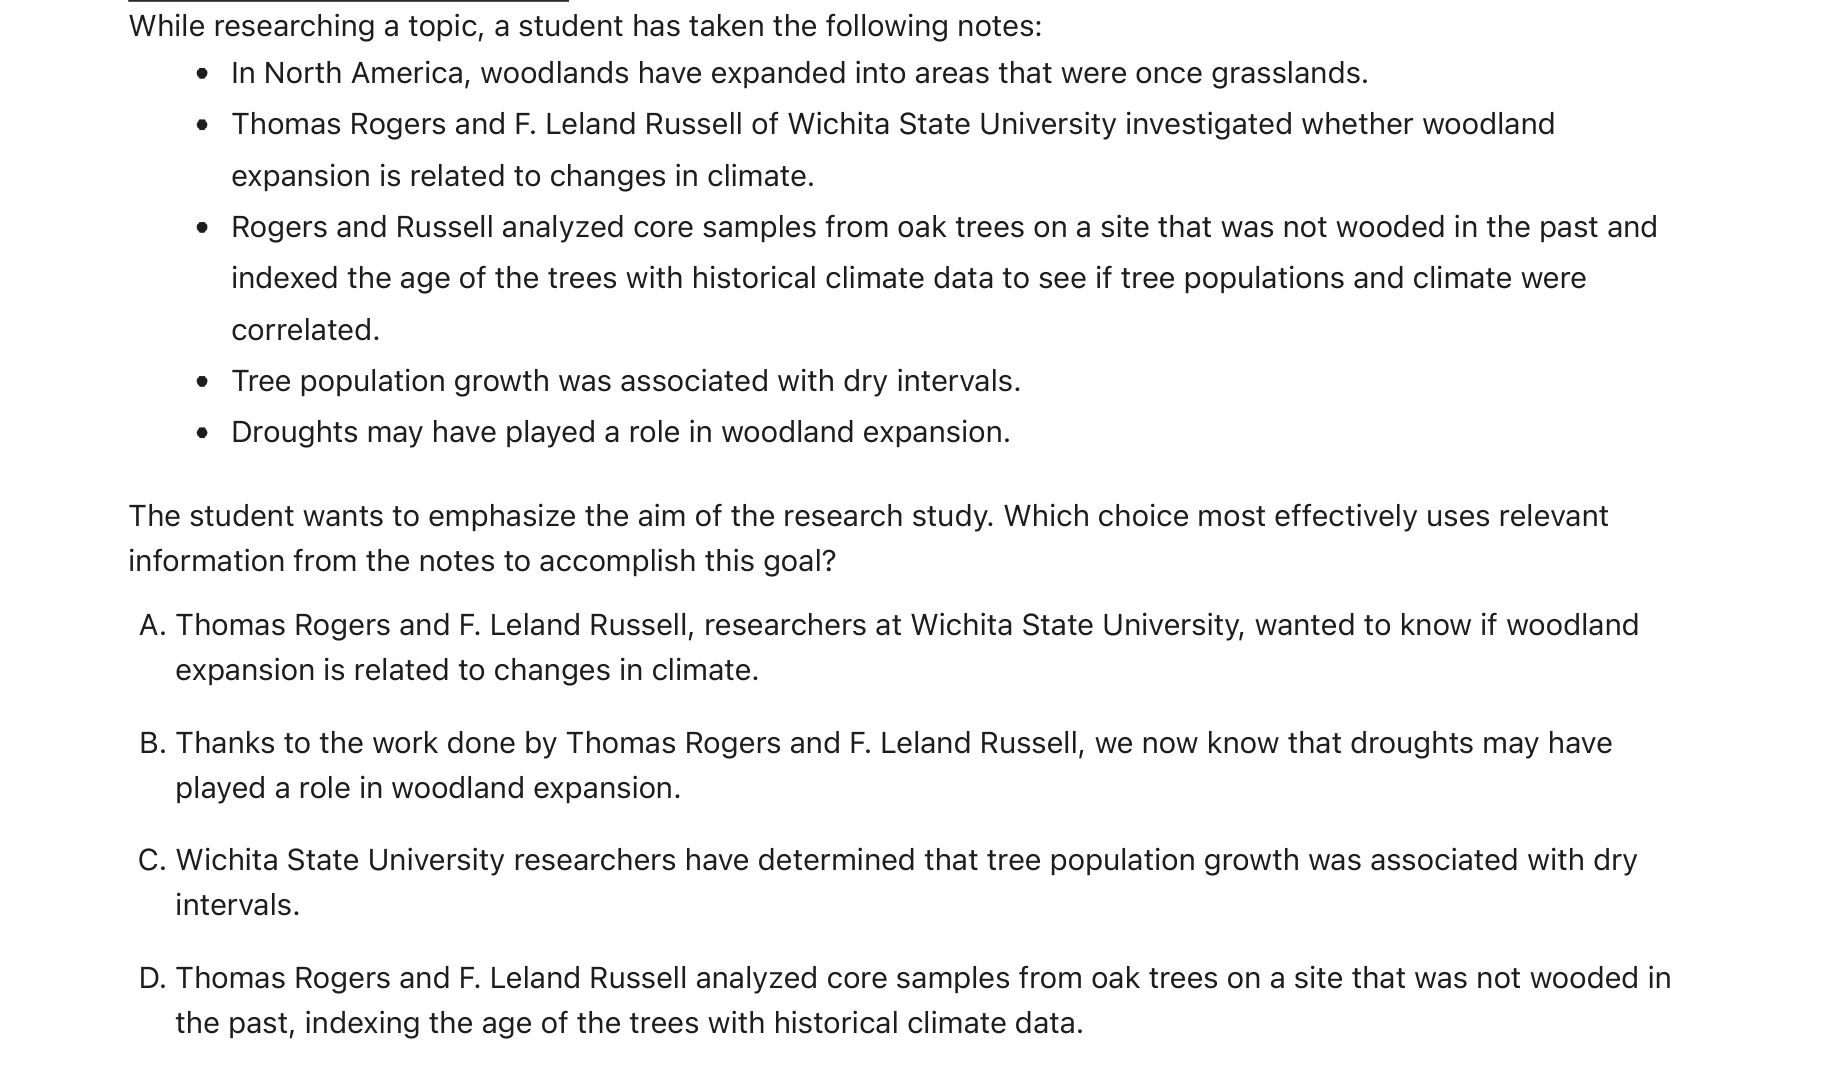 While researching a topic, a student has taken the following notes:
• In North America, woodlands have expanded into areas that were once grasslands.
• Thomas Rogers and F. Leland Russell of Wichita State University investigated whether woodland
expansion is related to changes in climate.
• Rogers and Russell analyzed core samples from oak trees on a site that was not wooded in the past and
indexed the age of the trees with historical climate data to see if tree populations and climate were
correlated.
• Tree population growth was associated with dry intervals.
• Droughts may have played a role in woodland expansion.
The student wants to emphasize the aim of the research study. Which choice most effectively uses relevant
information from the notes to accomplish this goal?
A. Thomas Rogers and F. Leland Russell, researchers at Wichita State University, wanted to know if woodland
expansion is related to changes in climate.
B. Thanks to the work done by Thomas Rogers and F. Leland Russell, we now know that droughts may have
played a role in woodland expansion.
C. Wichita State University researchers have determined that tree population growth was associated with dry
intervals.
D. Thomas Rogers and F. Leland Russell analyzed core samples from oak trees on a site that was not wooded in
the past, indexing the age of the trees with historical climate data.